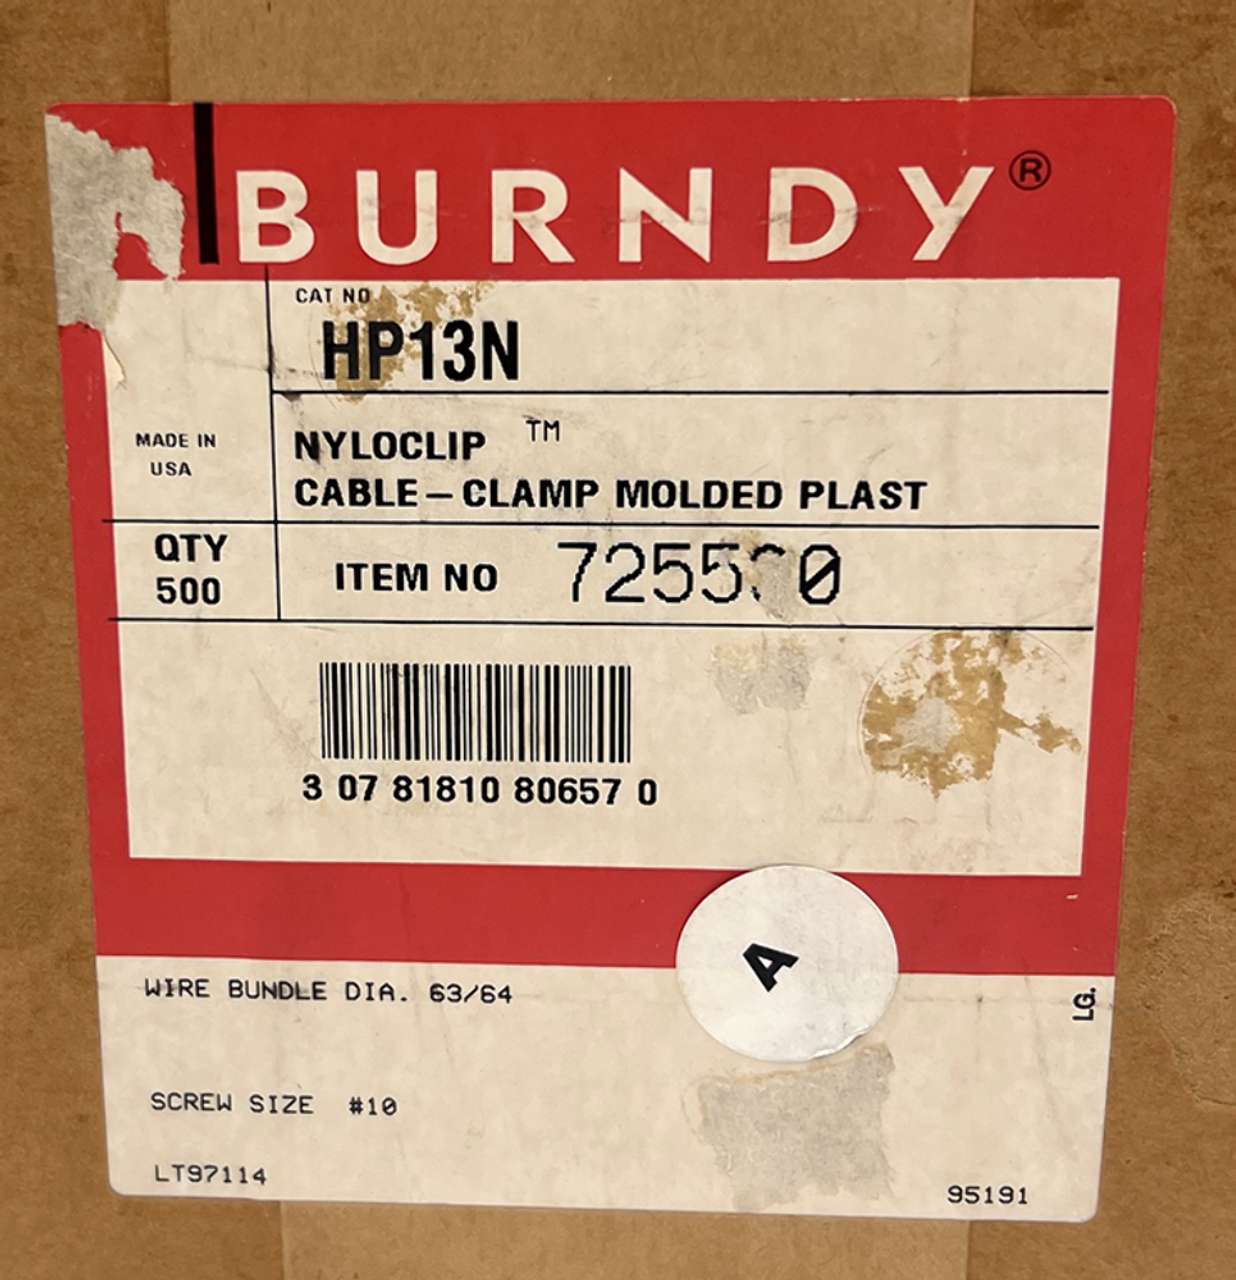 BURNDY®
CAT NO
HP13N
MADE IN
USA
NYLOCLIP ™
CABLE-CLAMP MOLDED PLAST
QTY
500
ITEM NO
3 07 81810 80657 0
A
WIRE BUNDLE DIA. 63/64
LG.
SCREW SIZE #10
LT97114
95191